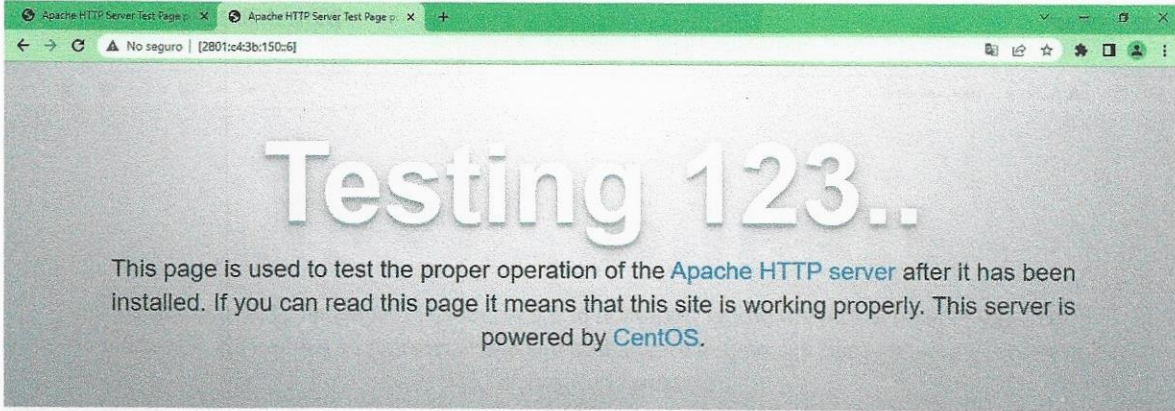 Apache HTTP Server Test Page p
Apache HTTP Server Test Page p
No seguro | [2801:c4:3b:150::6]
Testing 123..
This page is used to test the proper operation of the Apache HTTP server after it has been
installed. If you can read this page it means that this site is working properly. This server is
powered by CentOS.